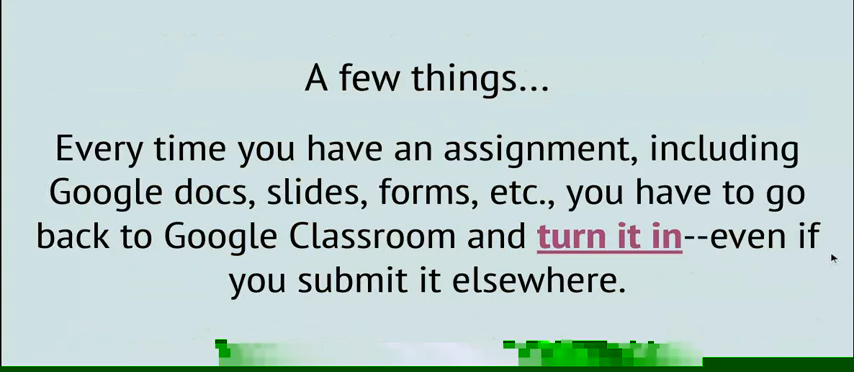 A few things...
Every time you have an assignment, including
Google docs, slides, forms, etc., you have to go
back to Google Classroom and turn it in--even if
you submit it elsewhere.